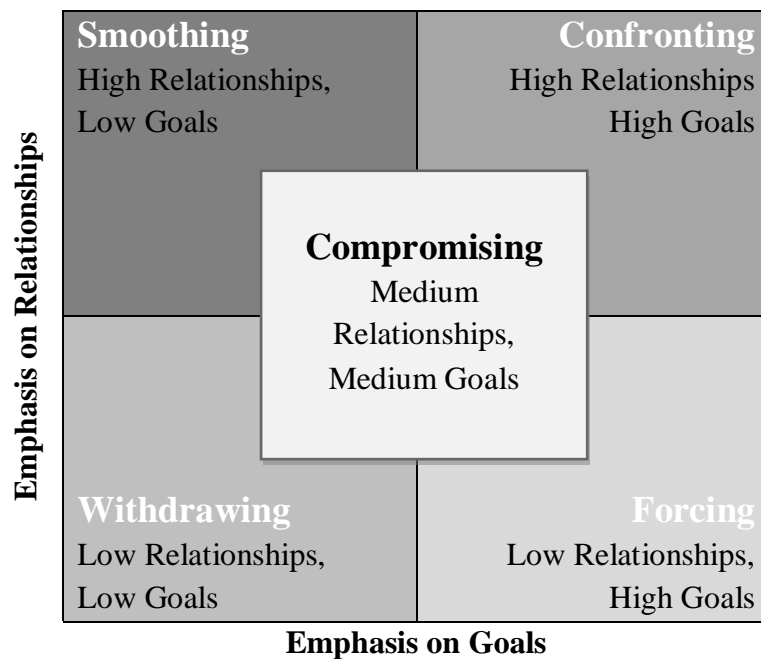 Emphasis on Relationships
Smoothing
High Relationships,
Low Goals
Confronting
High Relationships
High Goals
Compromising
Medium
Relationships,
Medium Goals
Withdrawing
Low Relationships,
Low Goals
Forcing
Low Relationships,
High Goals
Emphasis on Goals